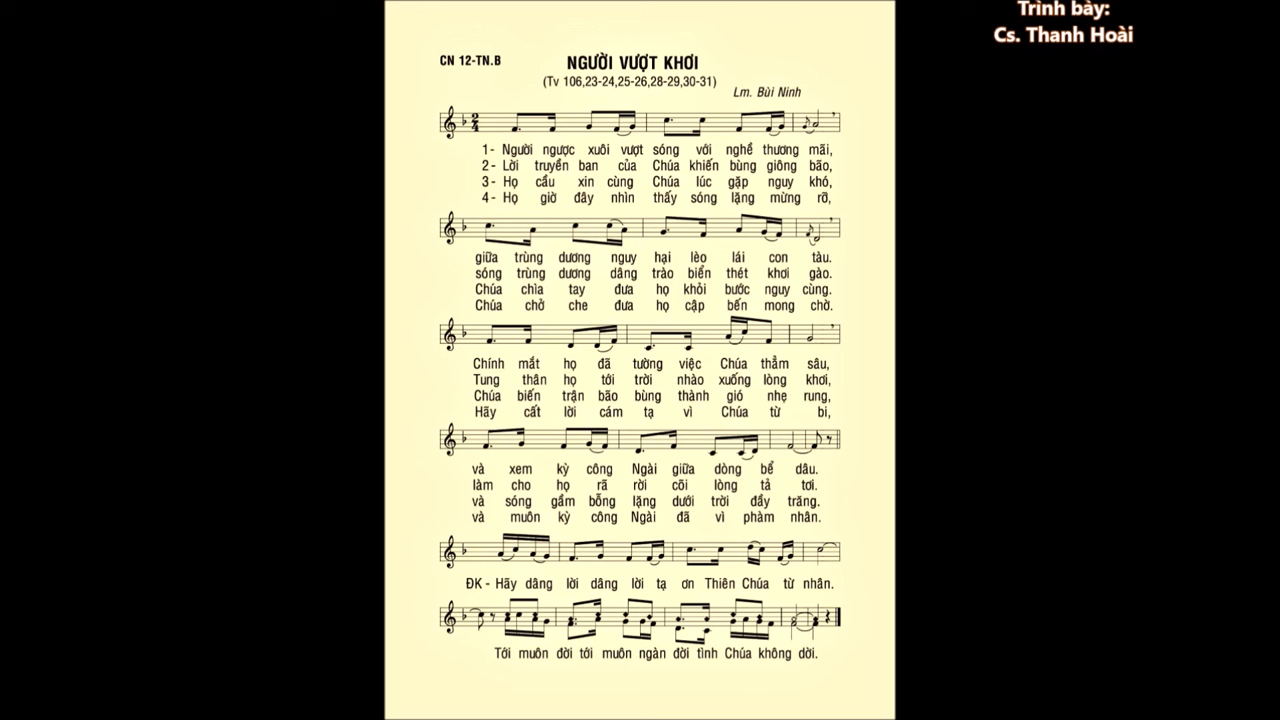 Trình bày:
Cs. Thanh Hoài
CN 12-TN.B
NGƯỜI VƯỢT KHƠI
(Tv 106,23-24,25-26,28-29,30-31)
Lm. Bùi Ninh
1- Người ngược xuôi vượt sóng với nghề thương mãi,
2- Lời truyền ban của Chúa khiến bùng giông bão,
3- Họ cầu xin cùng Chúa lúc gặp nguy khó,
4- Họ giờ đây nhìn thấy sóng lặng mừng rỡ,
giữa trùng dương nguy hại lèo lái con tàu.
sóng trùng dương dâng trào biển thét khơi gào.
Chúa chìa tay đưa họ khỏi bước nguy cùng.
Chúa chở che đưa họ cập bến mong chờ.
Chính mắt họ đã tường việc Chúa thẳm sâu,
Tung thân họ tới trời nhào xuống lòng khơi,
Chúa biến trận bão bùng thành gió nhẹ rung,
Hãy cất lời cám tạ vì Chúa từ bi,
và xem kỳ công Ngài giữa dòng bể dâu.
làm cho họ rã rời cõi lòng tả tơi.
và sóng gầm bỗng lặng dưới trời đầy trăng.
và muôn kỳ công Ngài đã vì phàm nhân.
ĐK - Hãy dâng lời dâng lời tạ ơn Thiên Chúa từ nhân.
Tới muôn đời tới muôn ngàn đời tình Chúa không dời.